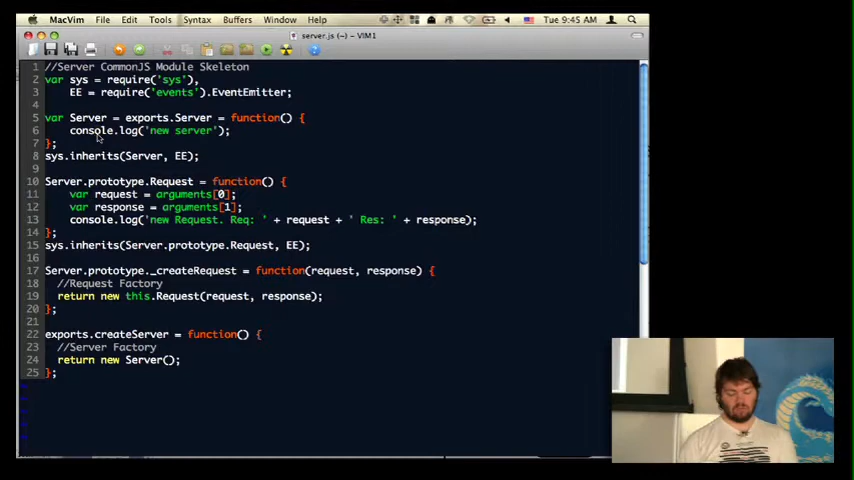 MacVim File Edit Tools Syntax Buffers Window Help Tue 9:45 AM
server.js (~) - VIM1
1 //Server CommonJS Module Skeleton
2 var sys = require('sys'),
3 EE = require('events').EventEmitter;
4
5 var Server = exports.Server = function() {
6 console.log('new server');
7 };
8 sys.inherits(Server, EE);
9
10 Server.prototype.Request = function() {
11 var request = arguments[0];
12 var response = arguments[1];
13 console.log('new Request. Req: ' + request + ' Res: ' + response);
14 };
15 sys.inherits(Server.prototype.Request, EE);
16
17 Server.prototype._createRequest = function(request, response) {
18 //Request Factory
19 return new this.Request(request, response);
20 };
21
22 exports.createServer = function() {
23 //Server Factory
24 return new Server();
25 };